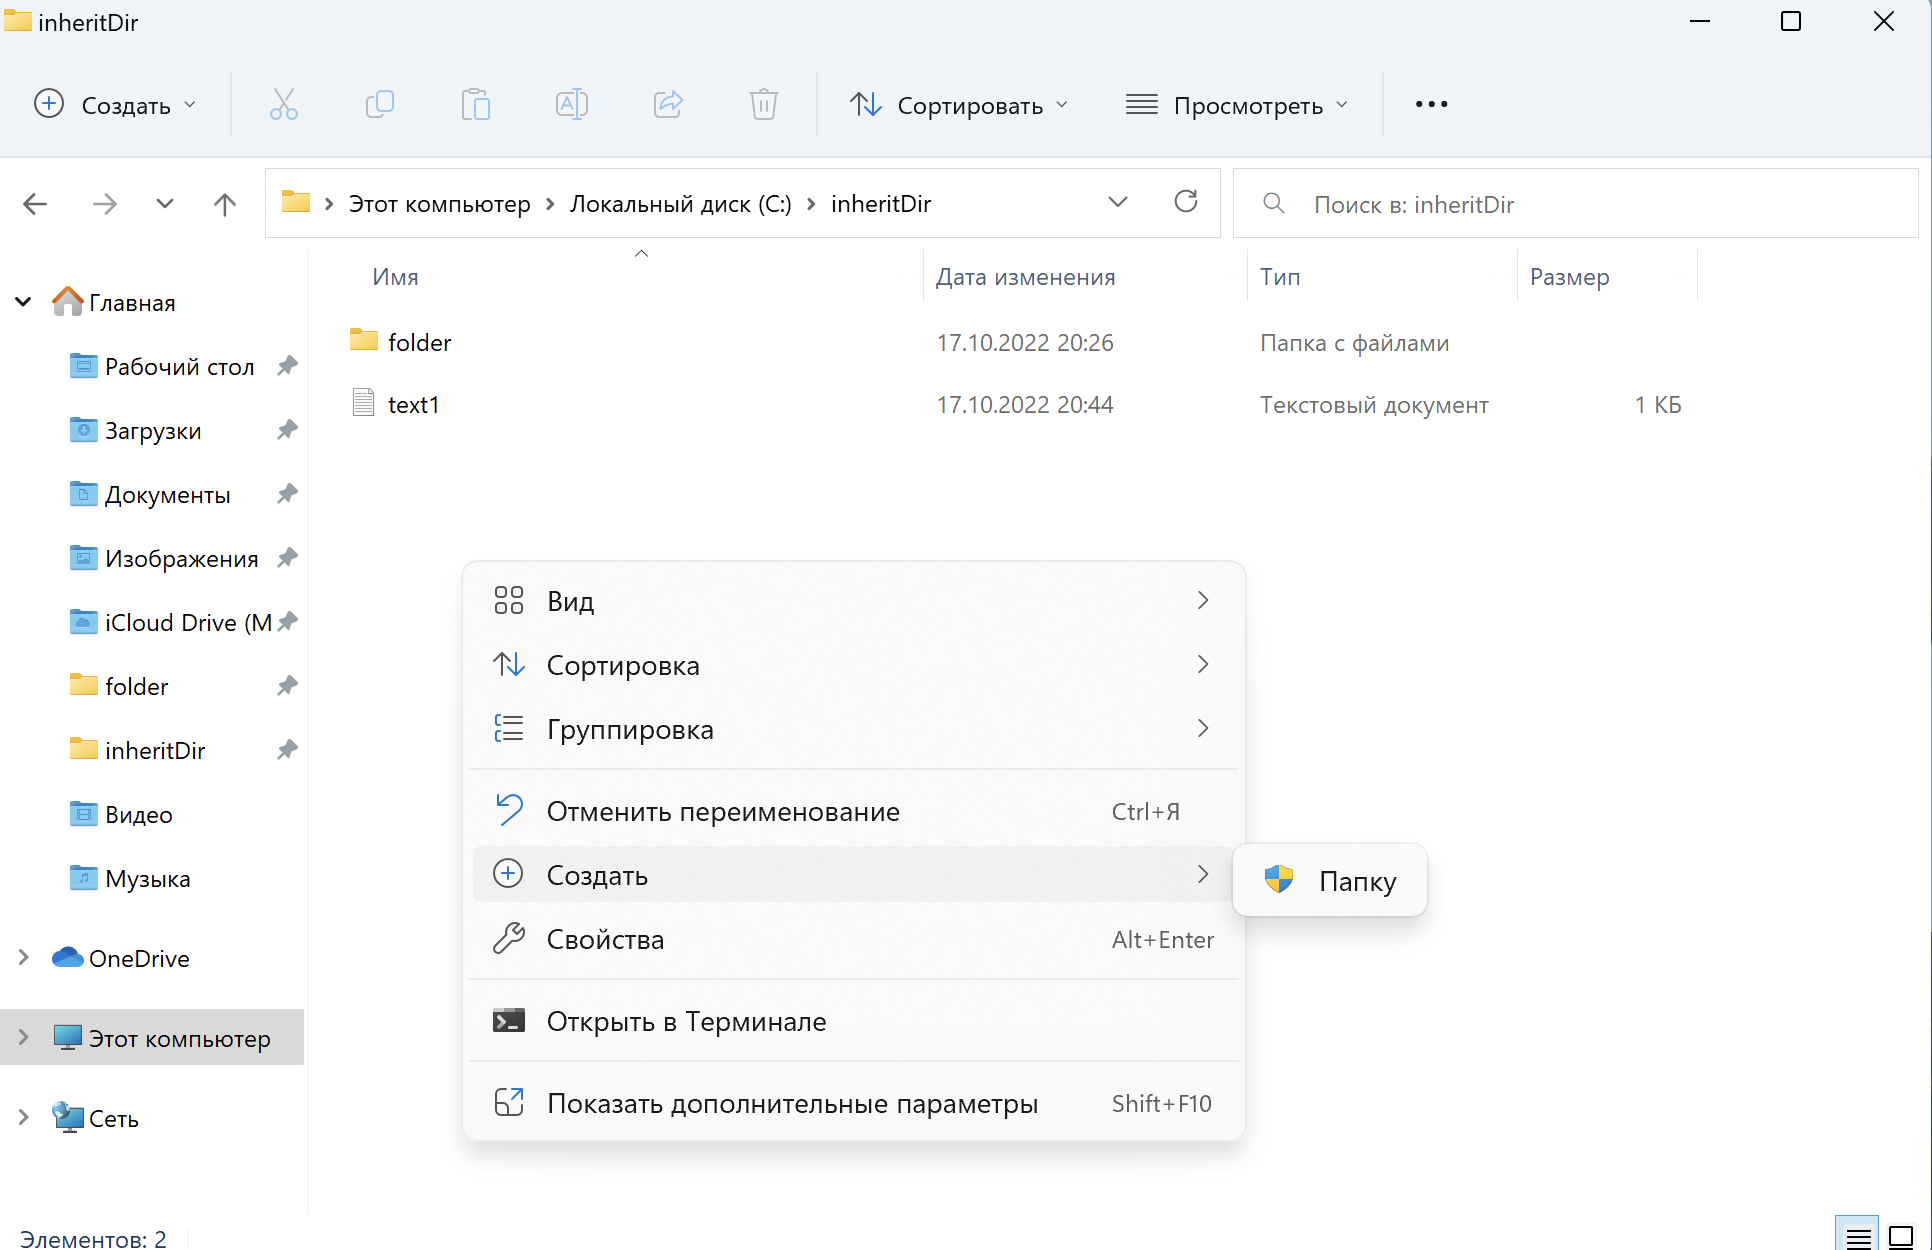 inheritDir
Создать
Сортировать
Просмотреть
Этот компьютер
Локальный диск (C:)
inheritDir
Поиск в: inheritDir
Имя
Дата изменения
Тип
Размер
folder
17.10.2022 20:26
Папка с файлами
text1
17.10.2022 20:44
Текстовый документ
1 КБ
Главная
Рабочий стол
Загрузки
Документы
Изображения
iCloud Drive (M
folder
inheritDir
Видео
Музыка
OneDrive
Этот компьютер
Сеть
Вид
Сортировка
Группировка
Отменить переименование
Ctrl+Я
Создать
Папку
Свойства
Alt+Enter
Открыть в Терминале
Показать дополнительные параметры
Shift+F10
Элементов: 2